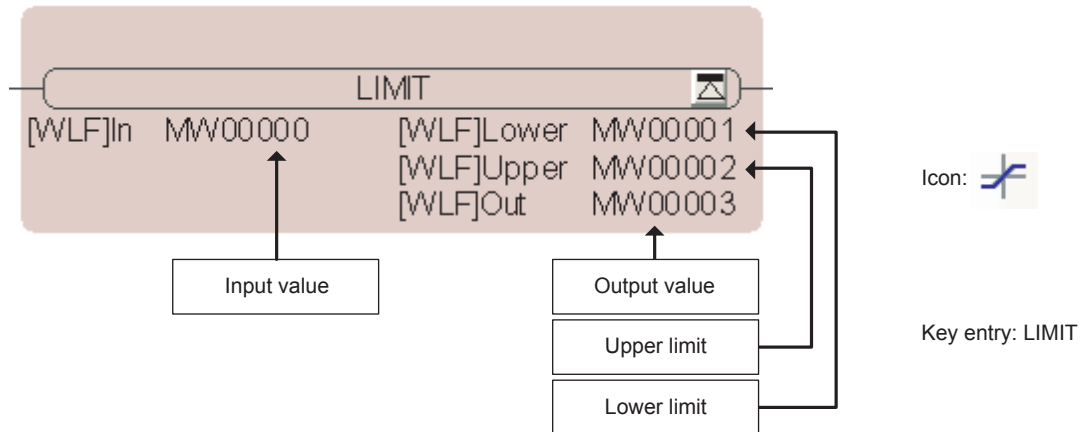 LIMIT
[WLF]In MW00000 [WLF]Lower MW00001
[WLF]Upper MW00002
[WLF]Out MW00003
Icon:
Input value
Output value
Upper limit
Key entry: LIMIT
Lower limit